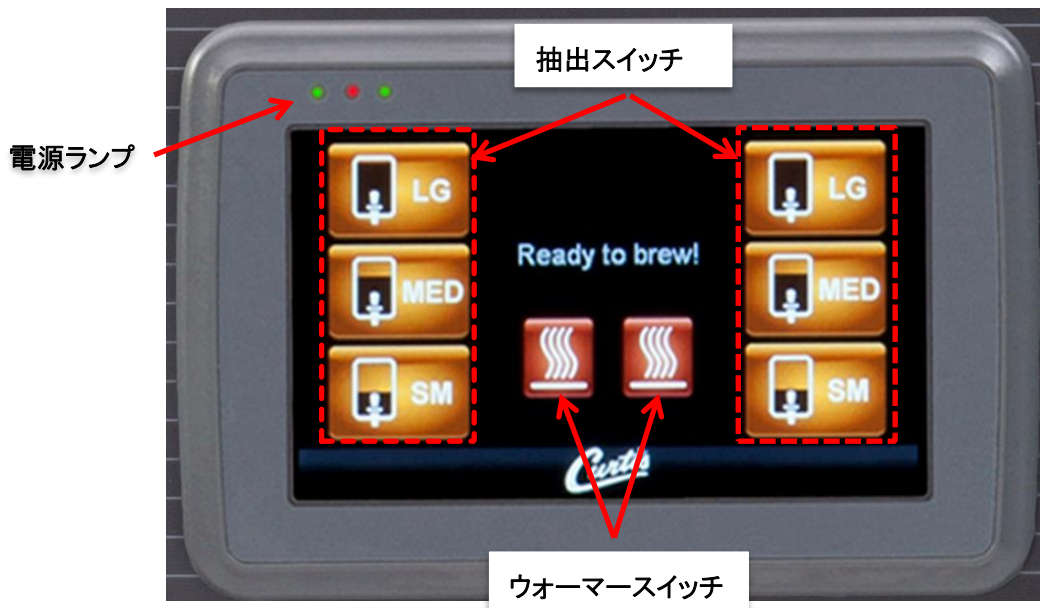 抽出スイッチ
電源ランプ
LG
LG
Ready to brew!
MED
MED
SM
SM
Curtis
ウォーマースイッチ